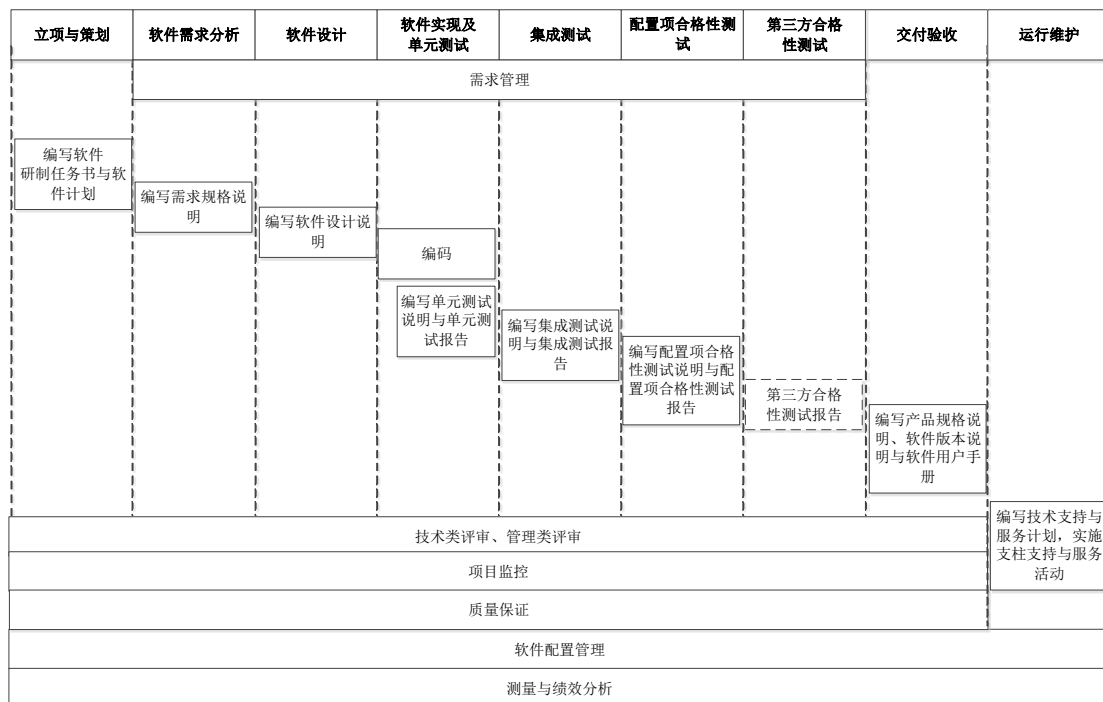 立项与策划
软件需求分析
软件设计
软件实现及
单元测试
集成测试
配置项合格性测
试
第三方合格
性测试
交付验收
运行维护
需求管理
编写软件
研制任务书与软
件计划
编写需求规格说
明
编写软件设计说
明
编码
编写单元测试
说明与单元测
试报告
编写集成测试说
明与集成测试报
告
编写配置项合格
性测试说明与配
置项合格性测试
报告
第三方合格
性测试报告
编写产品规格说
明、软件版本说
明与软件用户手
册
编写技术支持与
服务计划，实施
支柱支持与服务
活动
技术类评审、管理类评审
项目监控
质量保证
软件配置管理
测量与绩效分析